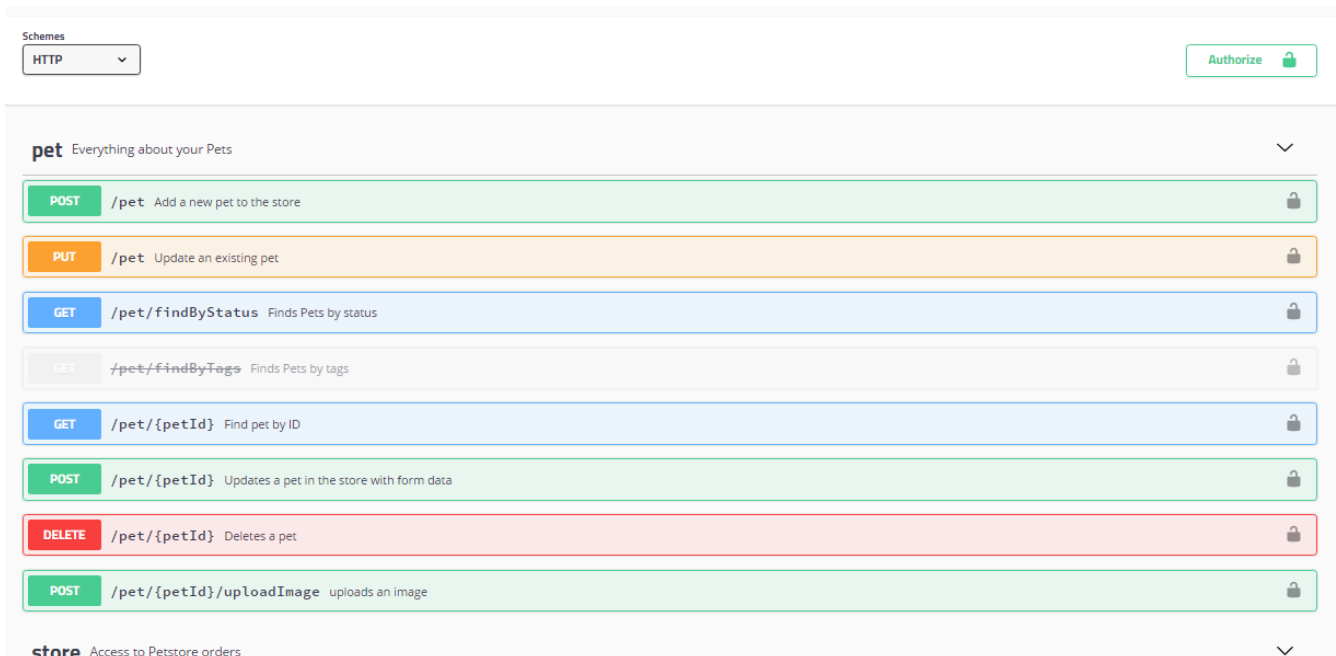 Schemes
HTTP
Authorize
pet Everything about your Pets
POST /pet Add a new pet to the store
PUT /pet Update an existing pet
GET /pet/findByStatus Finds Pets by status
GET /pet/findByTags Finds Pets by tags
GET /pet/{petId} Find pet by ID
POST /pet/{petId} Updates a pet in the store with form data
DELETE /pet/{petId} Deletes a pet
POST /pet/{petId}/uploadImage uploads an image
store Access to Petstore orders